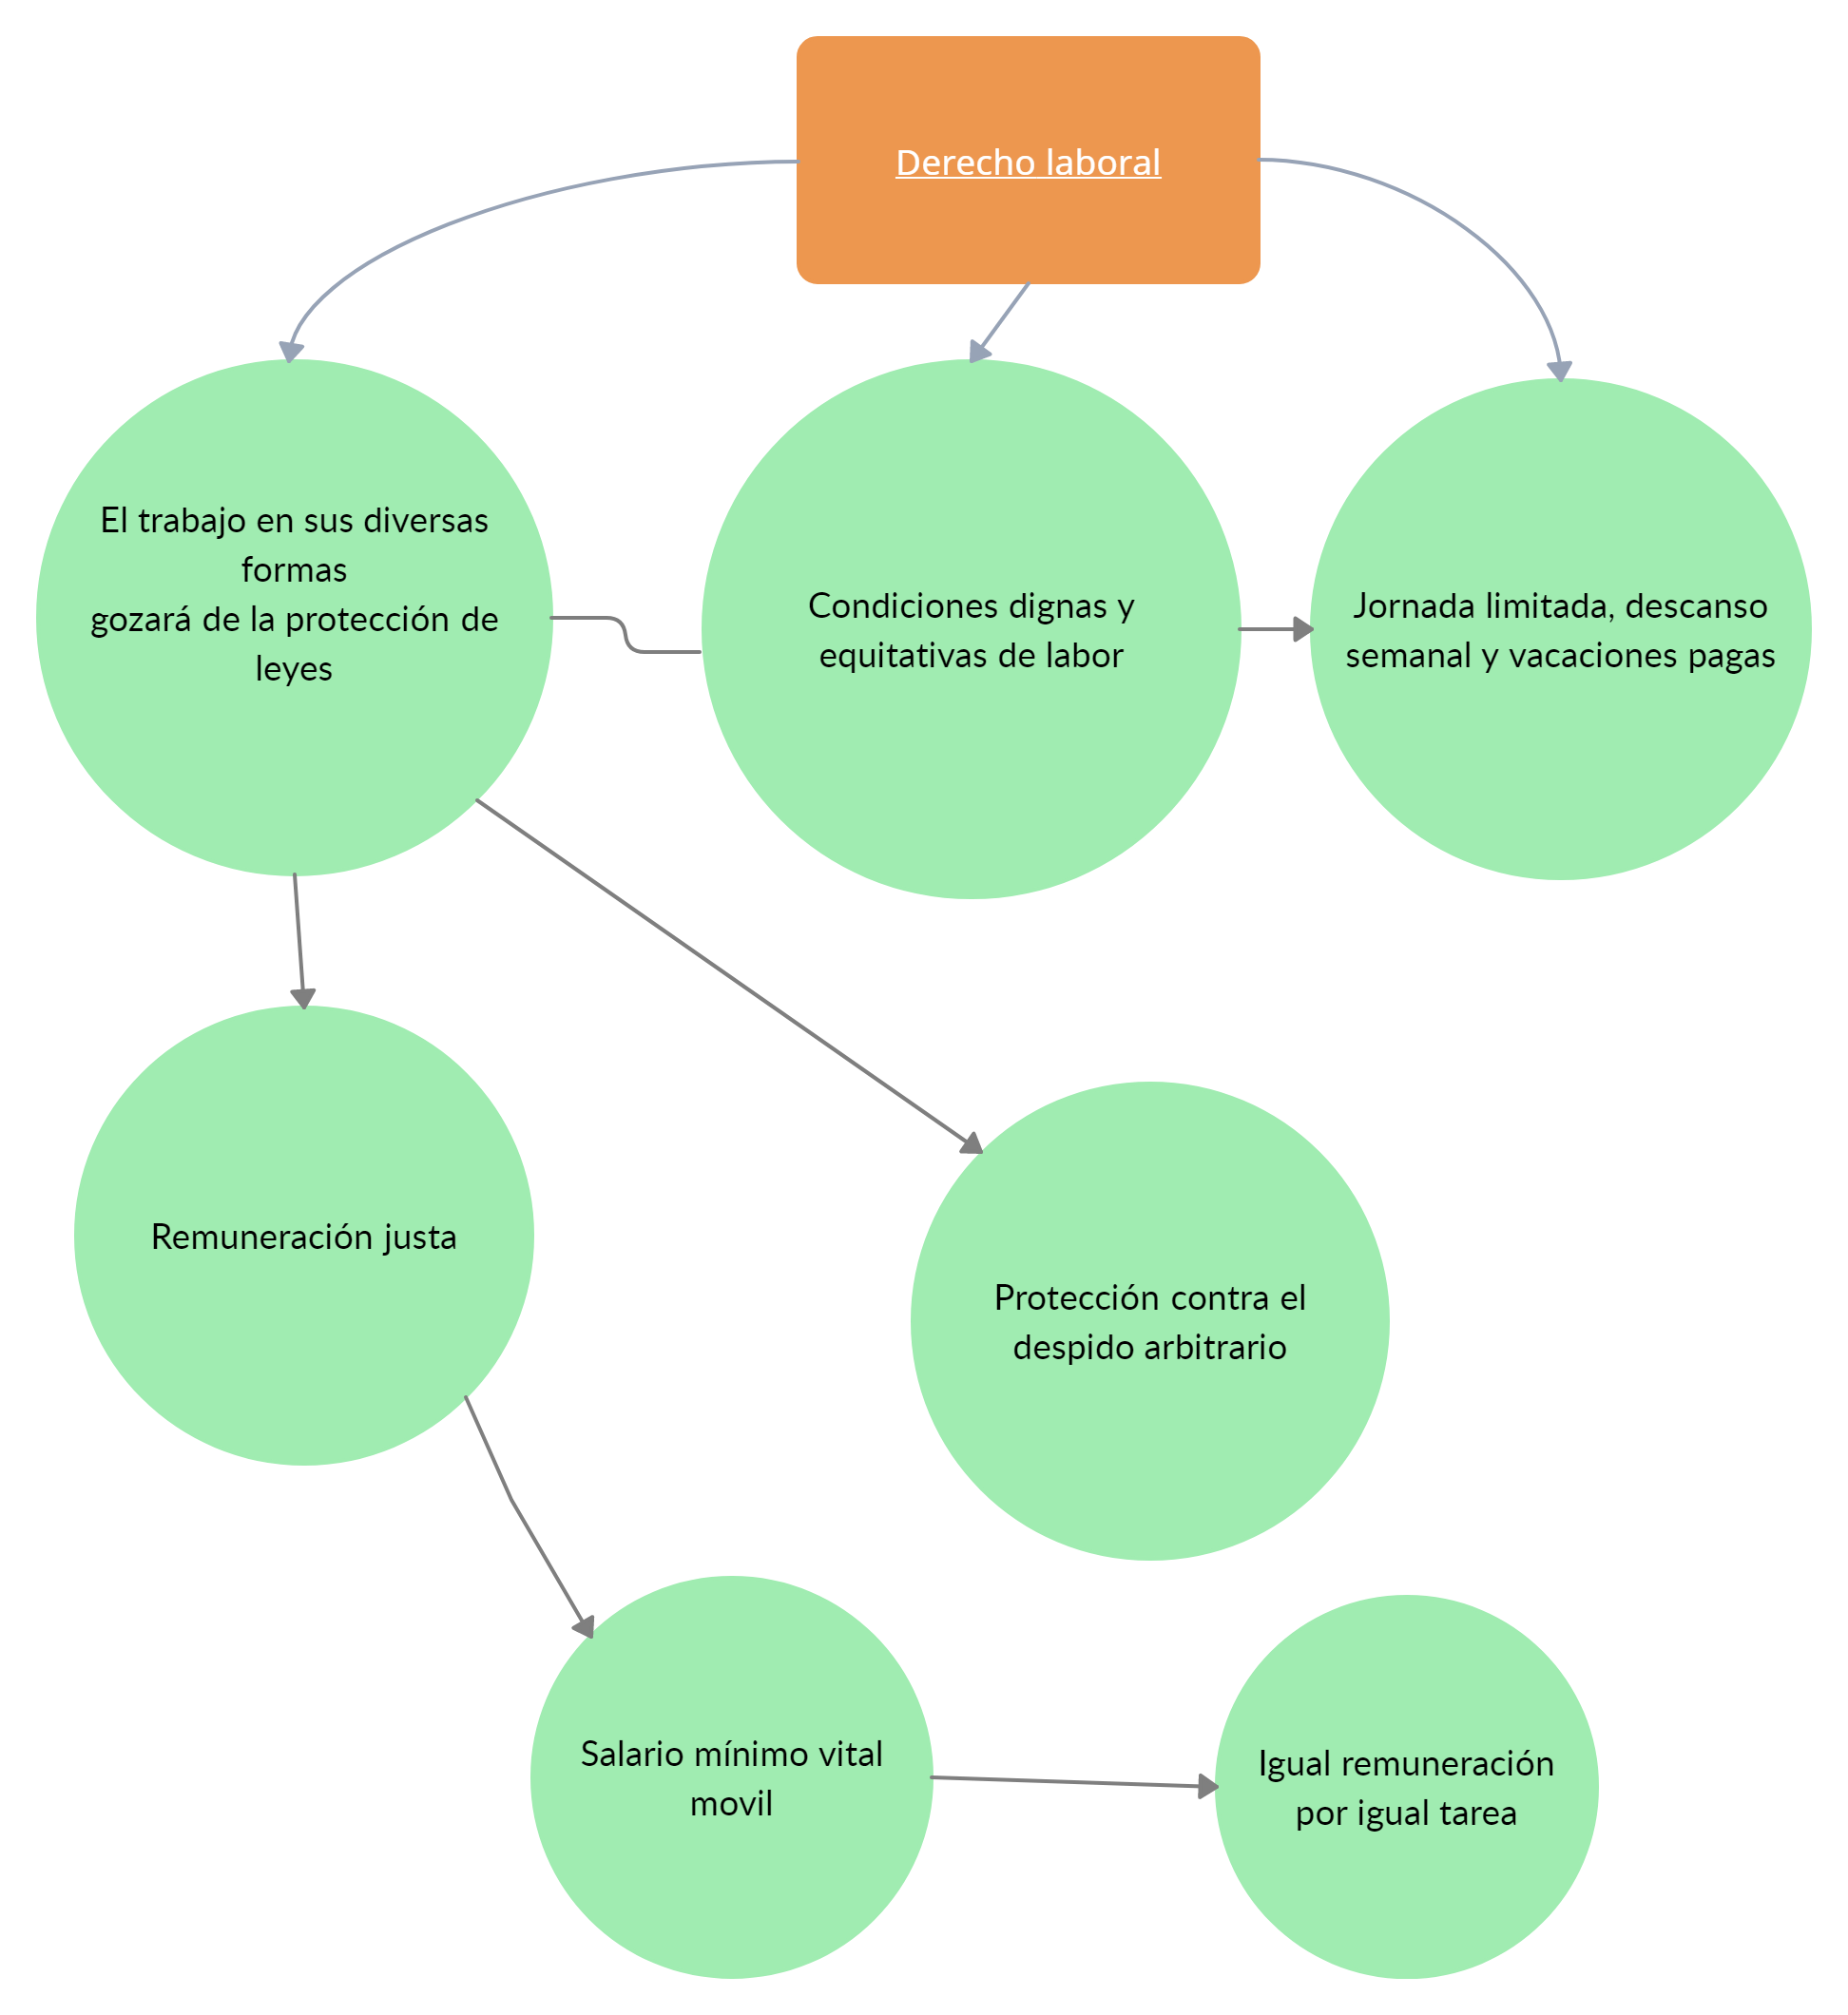 Derecho laboral
El trabajo en sus diversas
formas
gozará de la protección de
leyes
Condiciones dignas y
equitativas de labor
Jornada limitada, descanso
semanal y vacaciones pagas
Remuneración justa
Protección contra el
despido arbitrario
Salario mínimo vital
movil
Igual remuneración
por igual tarea